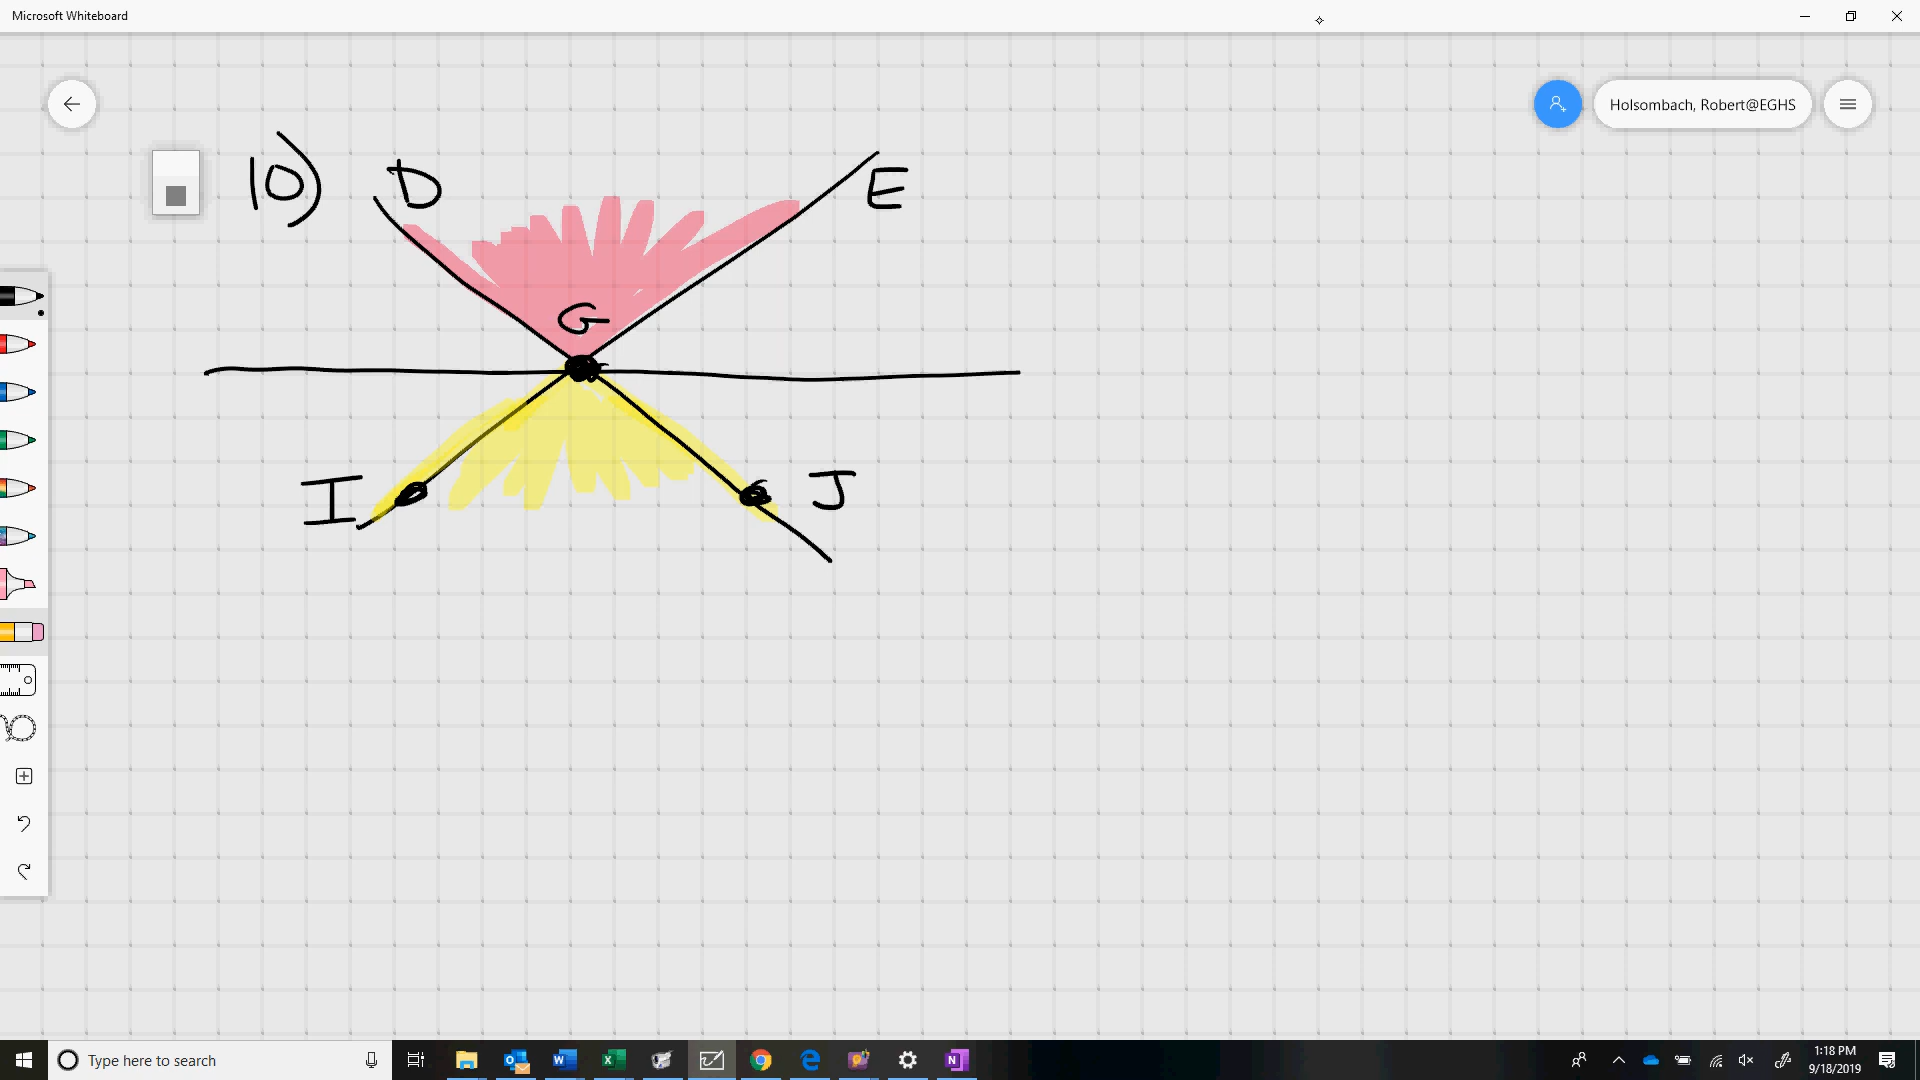 Microsoft Whiteboard
Holsombach, Robert@EGHS
10) D E
G
I J
Type here to search
1:18 PM
9/18/2019